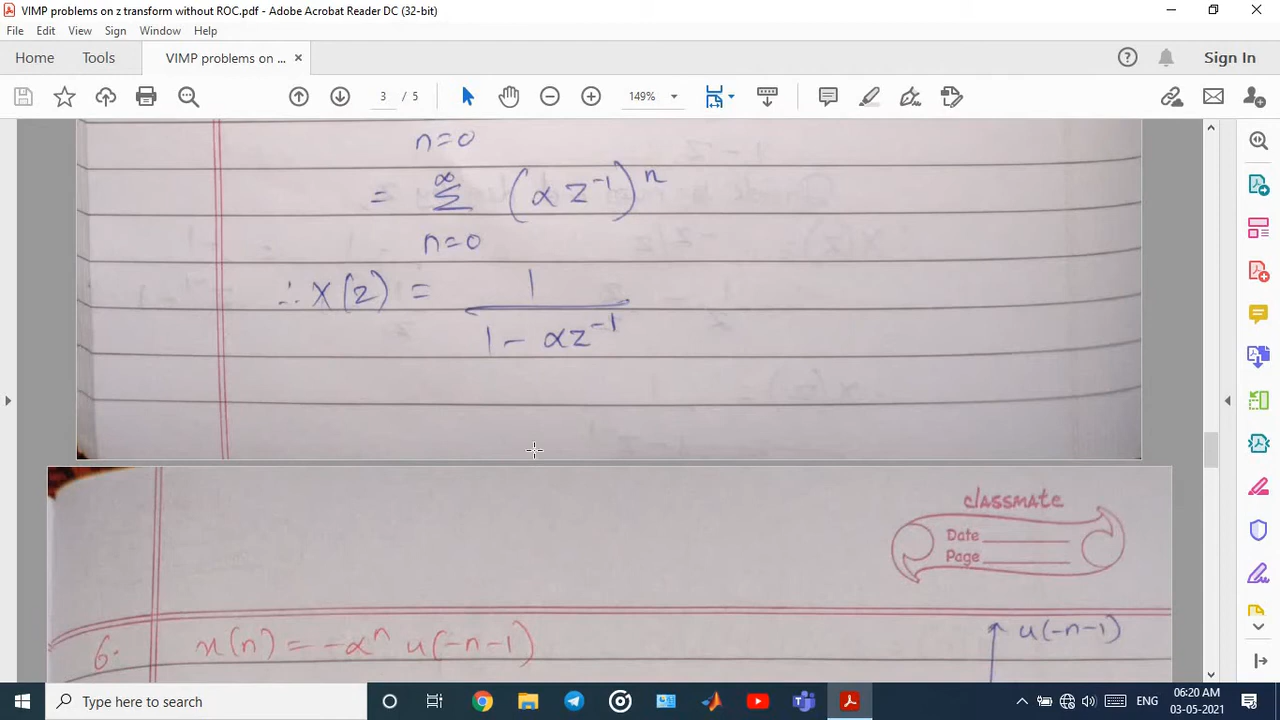 VIMP problems on z transform without ROC.pdf - Adobe Acrobat Reader DC (32-bit)
File Edit View Sign Window Help
Home Tools VIMP problems on ... × Sign In
3 / 5 149%
n=0
= ∞ Σ (αz⁻¹)ⁿ
n=0
∴ X(z) = 1
1 - αz⁻¹
classmate
Date
Page
6. x(n) = -αⁿ u(-n-1) u(-n-1)
Type here to search ENG 06:20 AM
03-05-2021